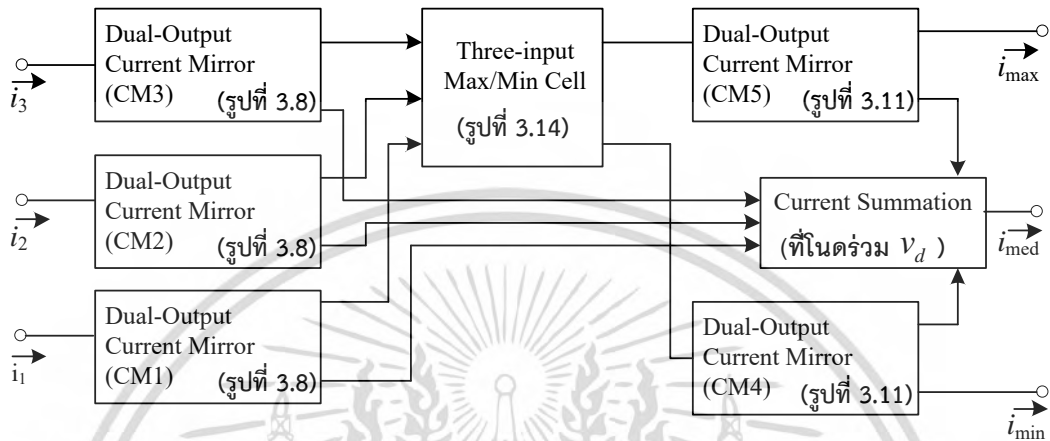 Dual-Output
Current Mirror
(CM3)
(รูปที่ 3.8)
i3
Dual-Output
Current Mirror
(CM2)
(รูปที่ 3.8)
i2
Dual-Output
Current Mirror
(CM1)
(รูปที่ 3.8)
i1
Three-input
Max/Min Cell
(รูปที่ 3.14)
Dual-Output
Current Mirror
(CM5)
(รูปที่ 3.11)
imax
Current Summation
(ที่โนดร่วม vd )
imed
Dual-Output
Current Mirror
(CM4)
(รูปที่ 3.11)
imin